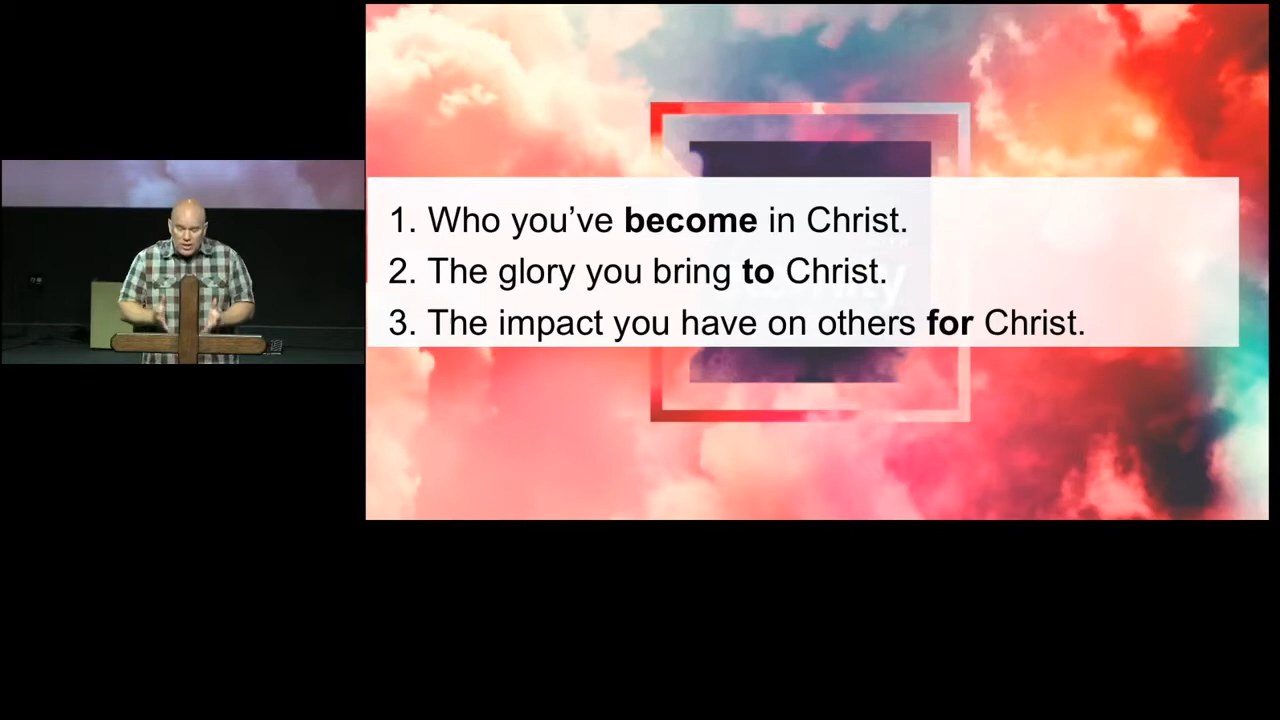 1. Who you’ve become in Christ.
2. The glory you bring to Christ.
3. The impact you have on others for Christ.